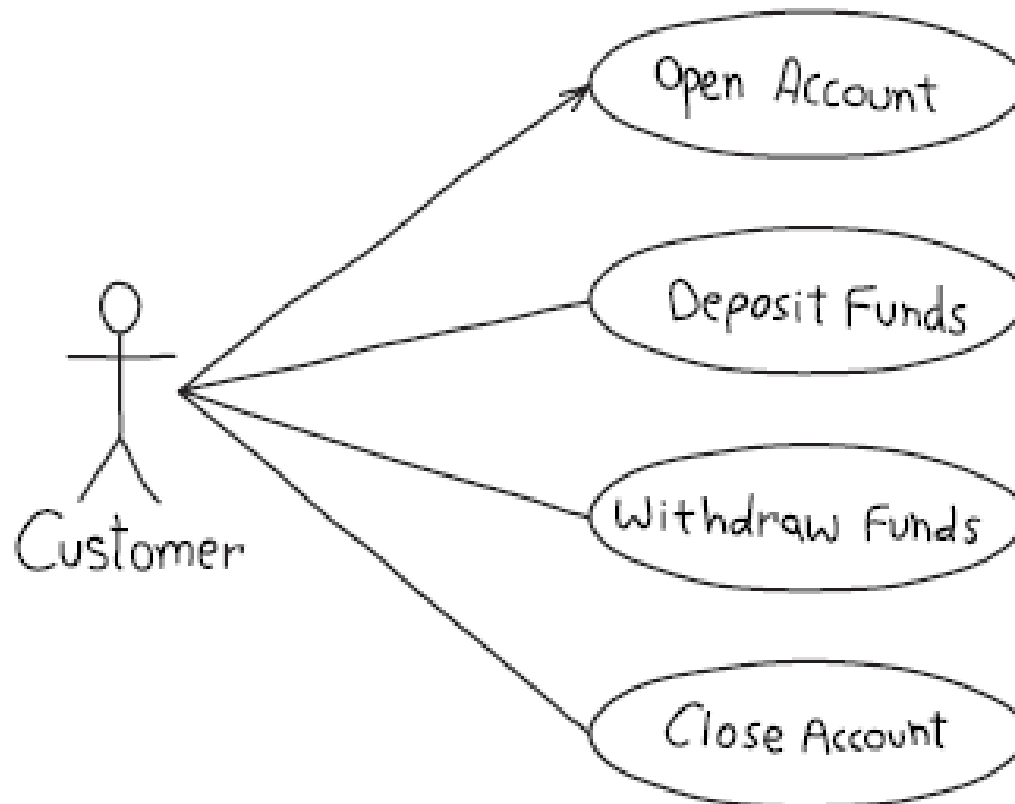 Open Account
Deposit Funds
Withdraw Funds
Customer
Close Account